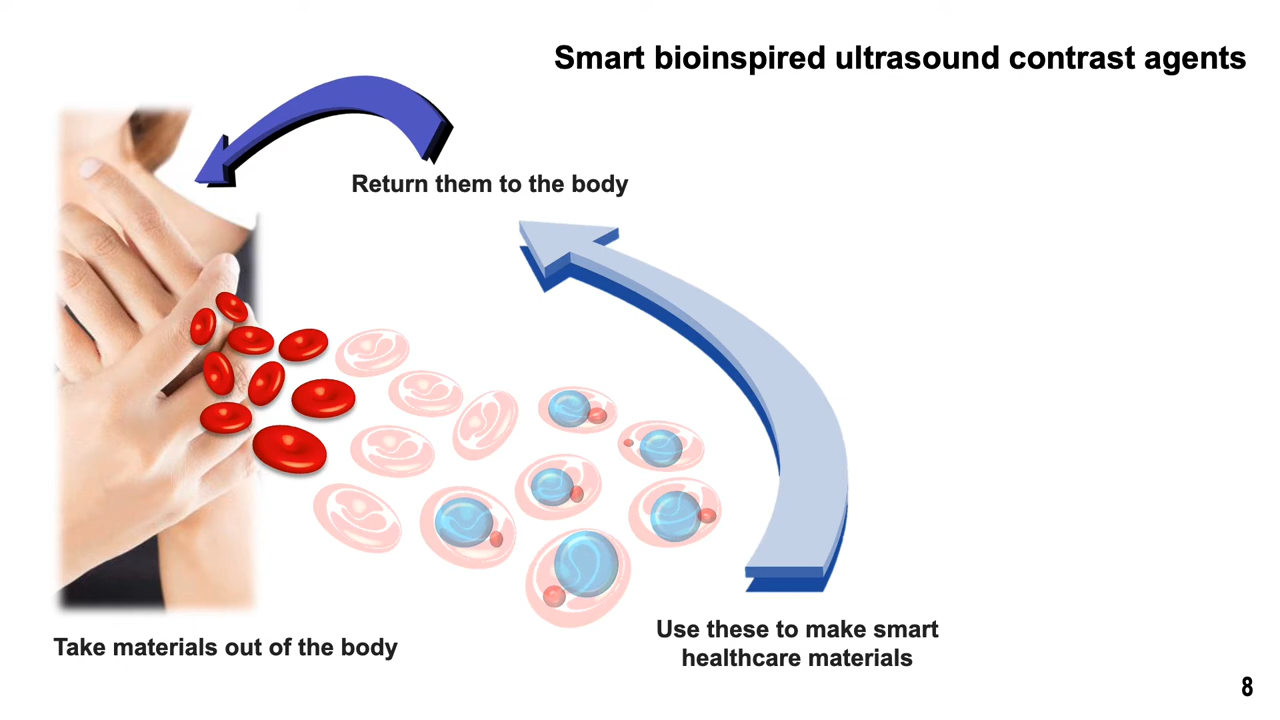 Smart bioinspired ultrasound contrast agents
Return them to the body
Take materials out of the body
Use these to make smart
healthcare materials
8